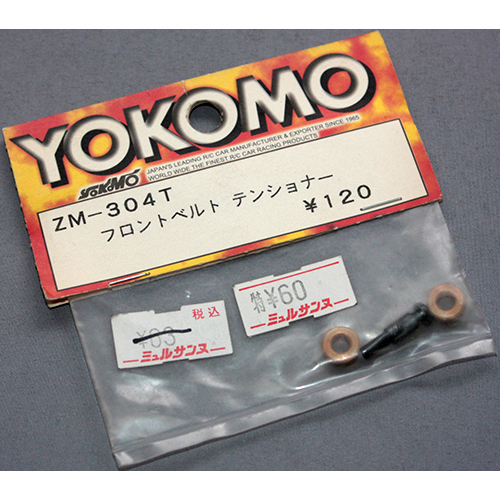 YOKOMO
YOKOMO
JAPAN'S LEADING R/C CAR MANUFACTURER & EXPORTER SINCE 1965
WORLD WIDE THE FINEST R/C CAR RACING PRODUCTS
ZM-304T
フロントベルト テンショナー
¥120
税込
ミュルサンヌ
特¥60
ミュルサンヌ